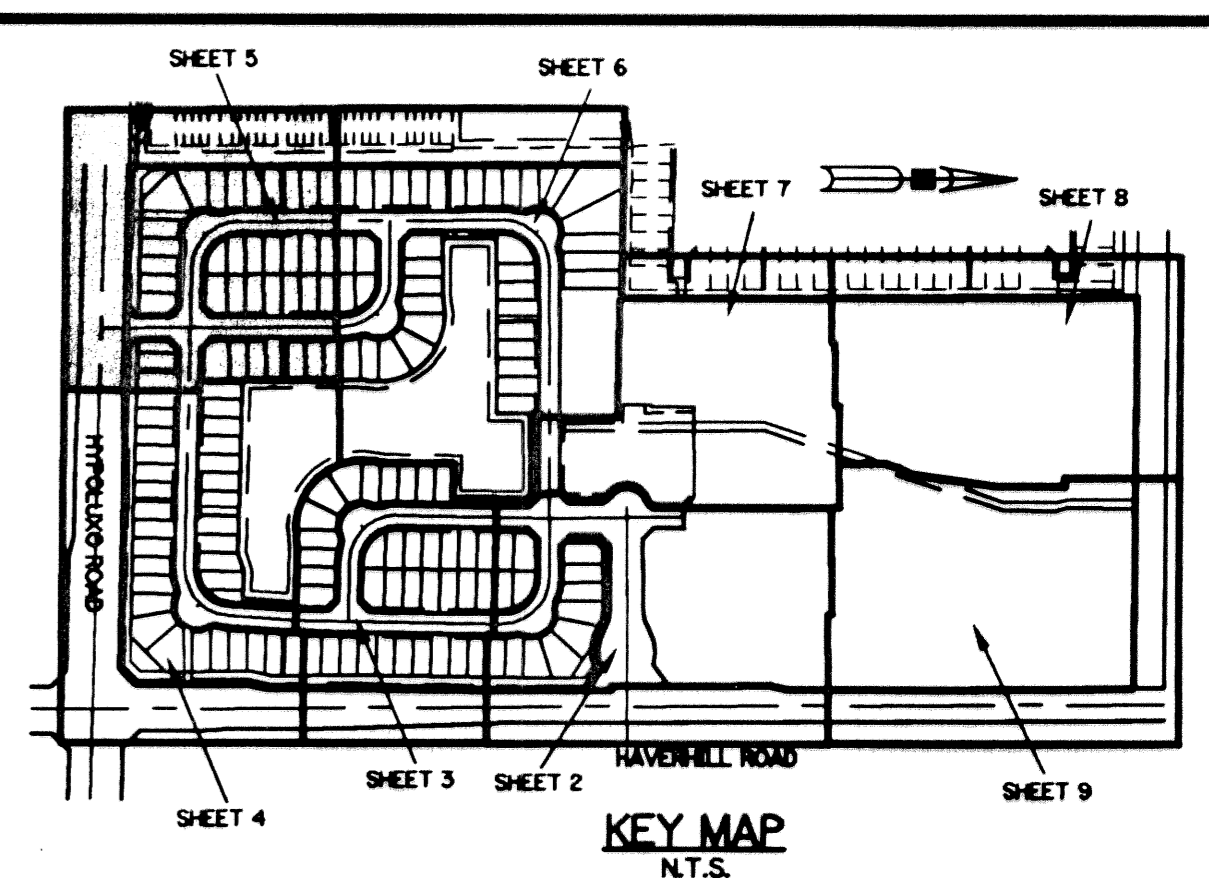 SHEET 5
SHEET 6
SHEET 7
SHEET 8
HYPOLUXO ROAD
HAVERHILL ROAD
SHEET 3
SHEET 2
SHEET 9
SHEET 4
KEY MAP
N.T.S.